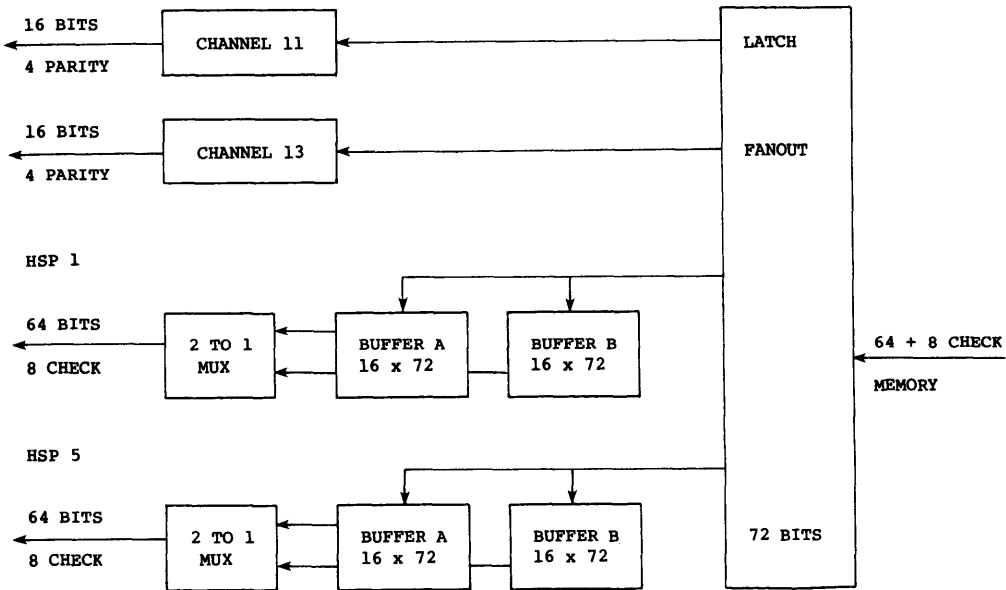 16 BITS
4 PARITY
CHANNEL 11
LATCH
16 BITS
4 PARITY
CHANNEL 13
FANOUT
HSP 1
64 BITS
8 CHECK
2 TO 1
MUX
BUFFER A
16 x 72
BUFFER B
16 x 72
64 + 8 CHECK
MEMORY
HSP 5
64 BITS
8 CHECK
2 TO 1
MUX
BUFFER A
16 x 72
BUFFER B
16 x 72
72 BITS